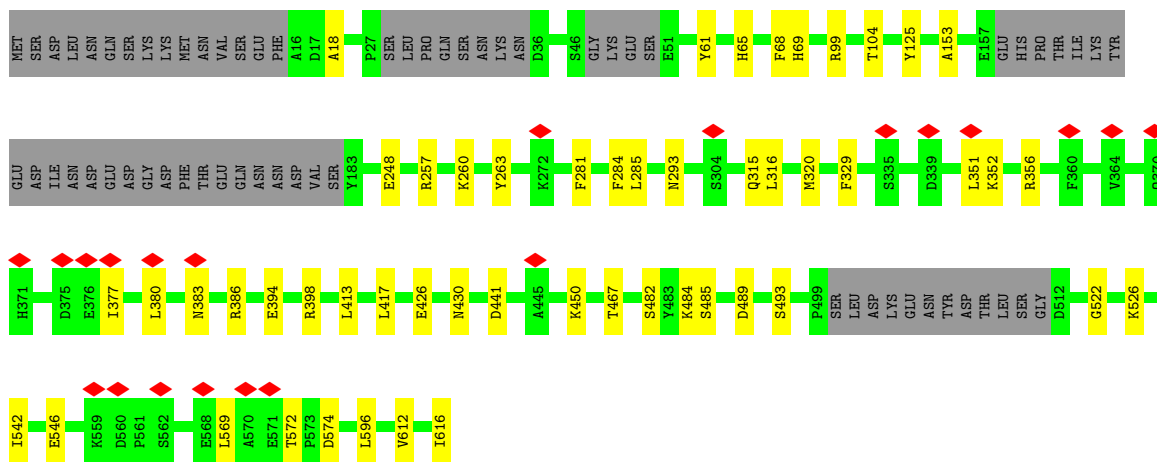 MET SER ASP LEU ASN GLN SER LYS LYS MET ASN VAL SER GLU PHE A16 D17 A18 P27 SER LEU PRO GLN SER ASN LYS ASN D36 S46 GLY LYS GLU SER E51 Y61 H65 F68 H69 R99 T104 Y125 A153 E157 GLU HIS PRO THR ILE LYS TYR
GLU ASP ILE ASN ASP GLU ASP GLY ASP PHE THR GLU GLN ASN ASN ASP VAL SER Y183 E248 R257 K260 Y263 K272 F281 F284 L285 N293 S304 Q315 L316 M320 F329 S335 D339 L351 K352 R356 F360 V364
H371 D375 E376 I377 L380 N383 R386 E394 R398 L413 L417 E426 N430 D441 A445 K450 T467 S482 Y483 K484 S485 D489 S493 P499 SER LEU ASP LYS GLU ASN TYR ASP THR LEU SER GLY D512 G522 K526
I542 E546 K559 D560 P561 S562 E568 L569 A570 E571 T572 P573 D574 L596 V612 I616